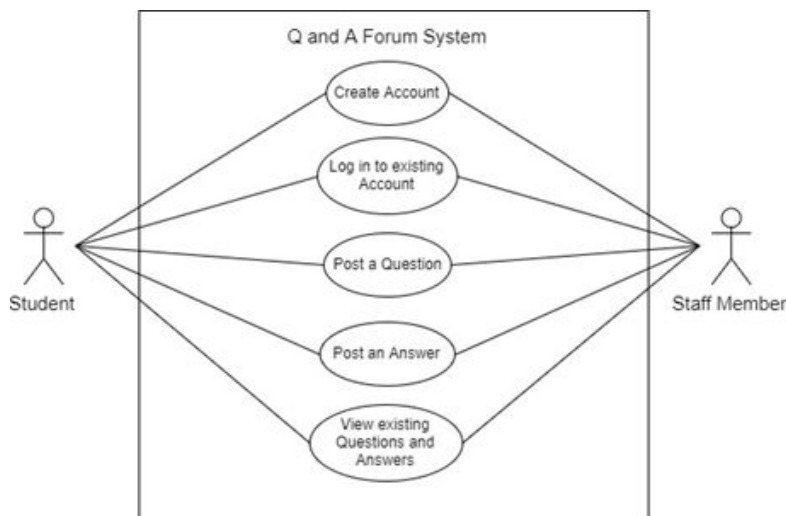 Q and A Forum System
Create Account
Log in to existing
Account
Post a Question
Student
Staff Member
Post an Answer
View existing
Questions and
Answers